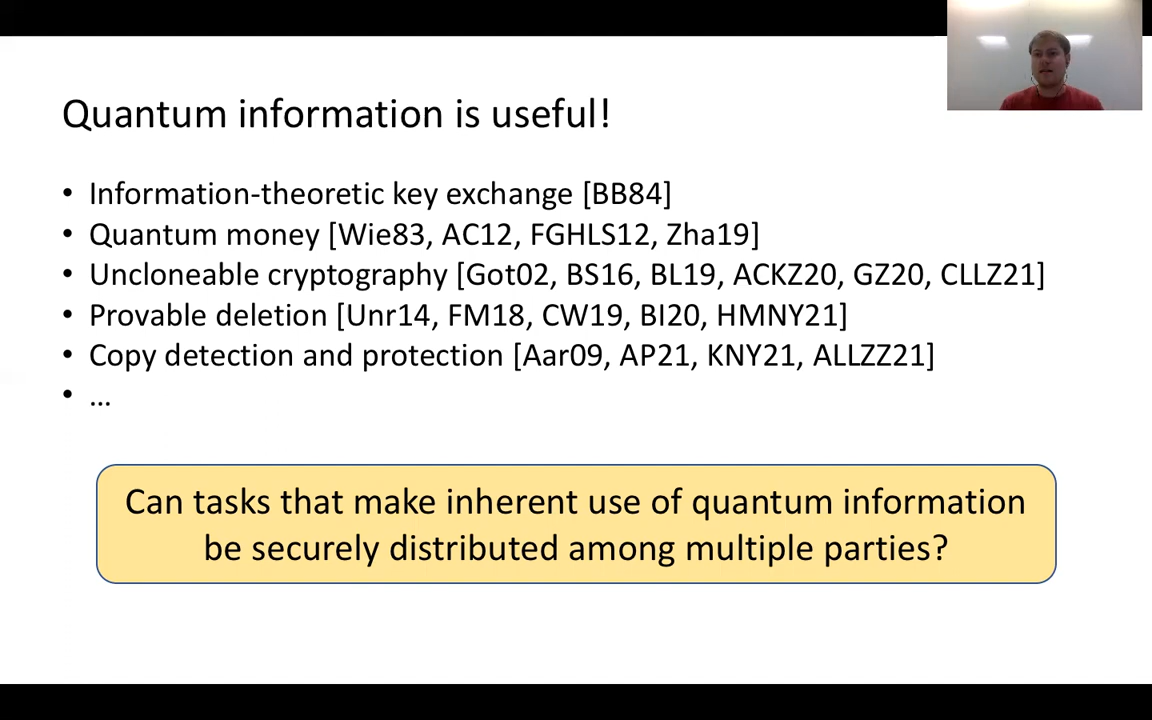 Quantum information is useful!
• Information-theoretic key exchange [BB84]
• Quantum money [Wie83, AC12, FGHLS12, Zha19]
• Uncloneable cryptography [Got02, BS16, BL19, ACKZ20, GZ20, CLLZ21]
• Provable deletion [Unr14, FM18, CW19, BI20, HMNY21]
• Copy detection and protection [Aar09, AP21, KNY21, ALLZZ21]
• …
Can tasks that make inherent use of quantum information
be securely distributed among multiple parties?